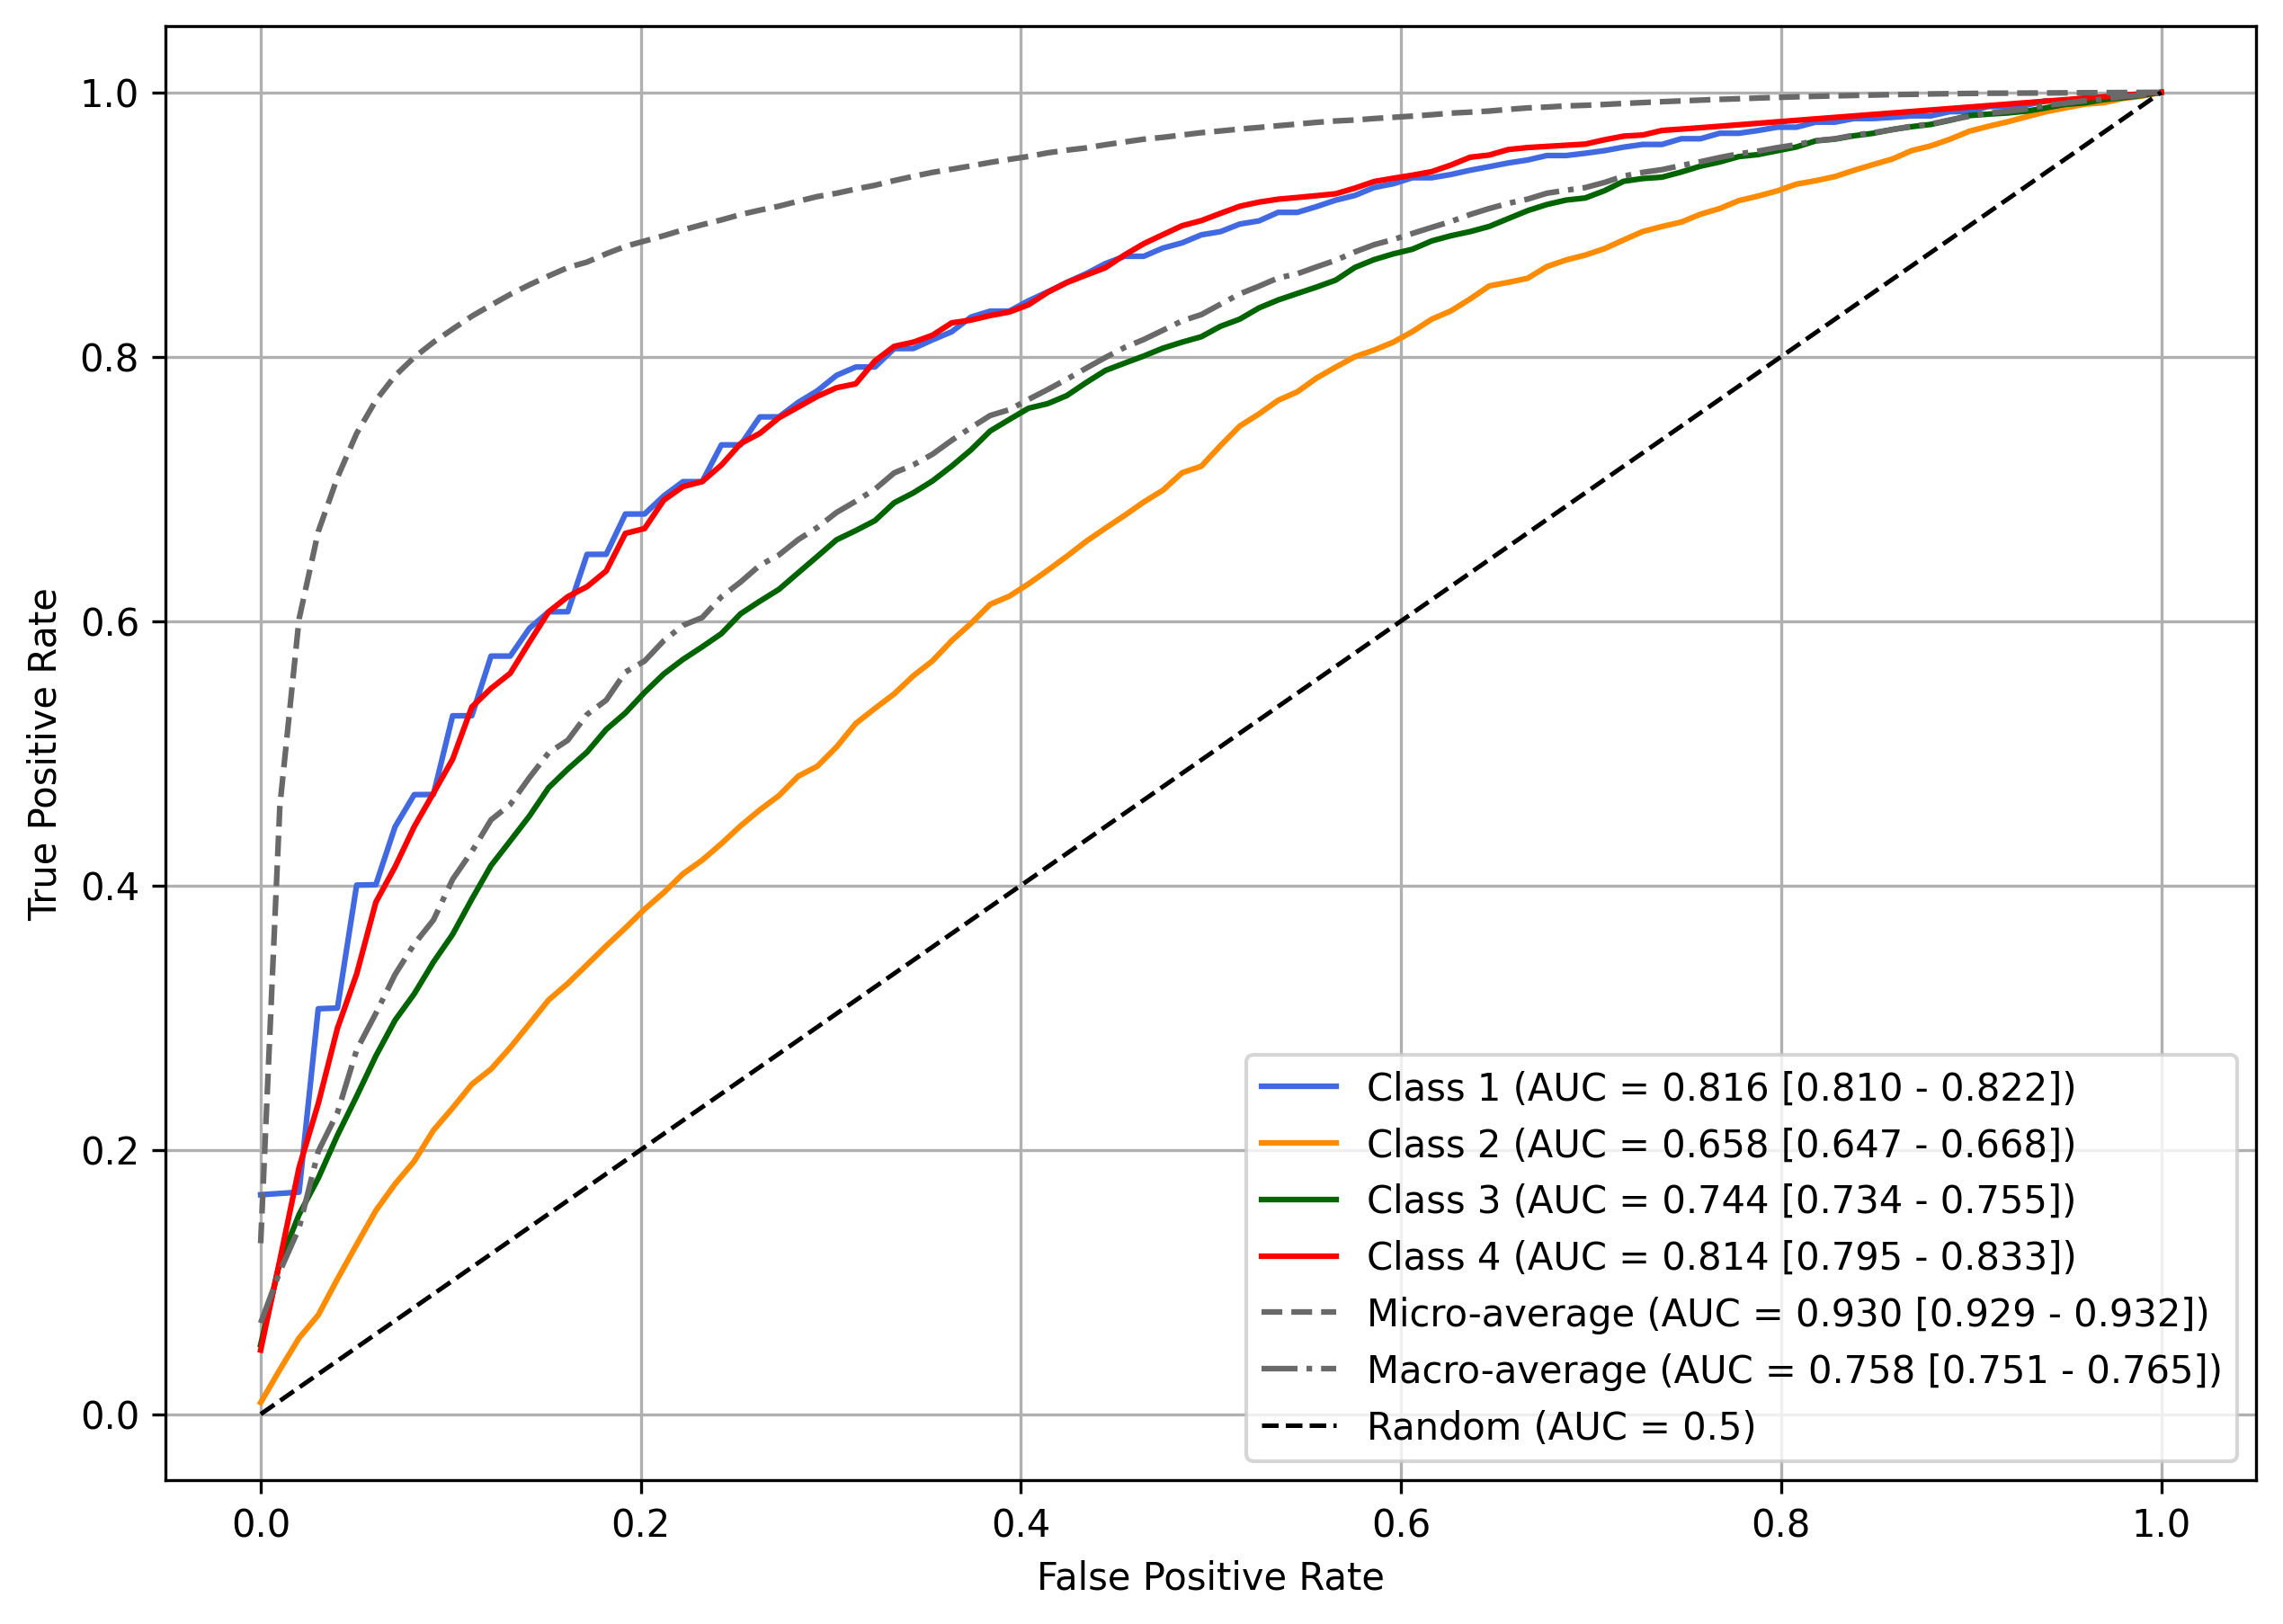 1.0
0.8
0.6
0.4
0.2
0.0
True Positive Rate
Class 1 (AUC = 0.816 [0.810 - 0.822])
Class 2 (AUC = 0.658 [0.647 - 0.668])
Class 3 (AUC = 0.744 [0.734 - 0.755])
Class 4 (AUC = 0.814 [0.795 - 0.833])
Micro-average (AUC = 0.930 [0.929 - 0.932])
Macro-average (AUC = 0.758 [0.751 - 0.765])
Random (AUC = 0.5)
0.0 0.2 0.4 0.6 0.8 1.0
False Positive Rate